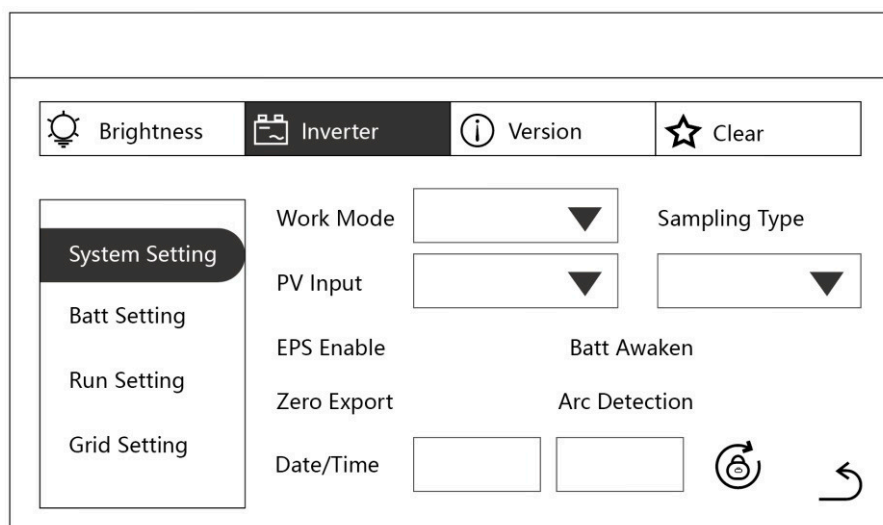 Brightness
Inverter
Version
Clear
System Setting
Batt Setting
Run Setting
Grid Setting
Work Mode
Sampling Type
PV Input
EPS Enable
Batt Awaken
Zero Export
Arc Detection
Date/Time